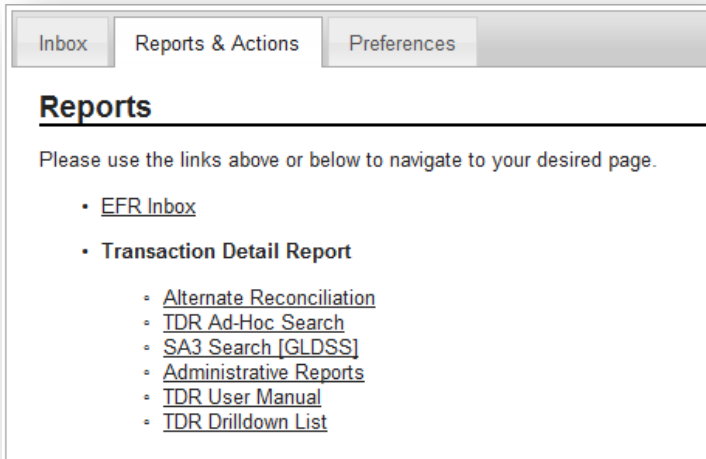 Inbox Reports & Actions Preferences
Reports
Please use the links above or below to navigate to your desired page.
EFR Inbox
Transaction Detail Report
Alternate Reconciliation
TDR Ad-Hoc Search
SA3 Search [GLDSS]
Administrative Reports
TDR User Manual
TDR Drilldown List